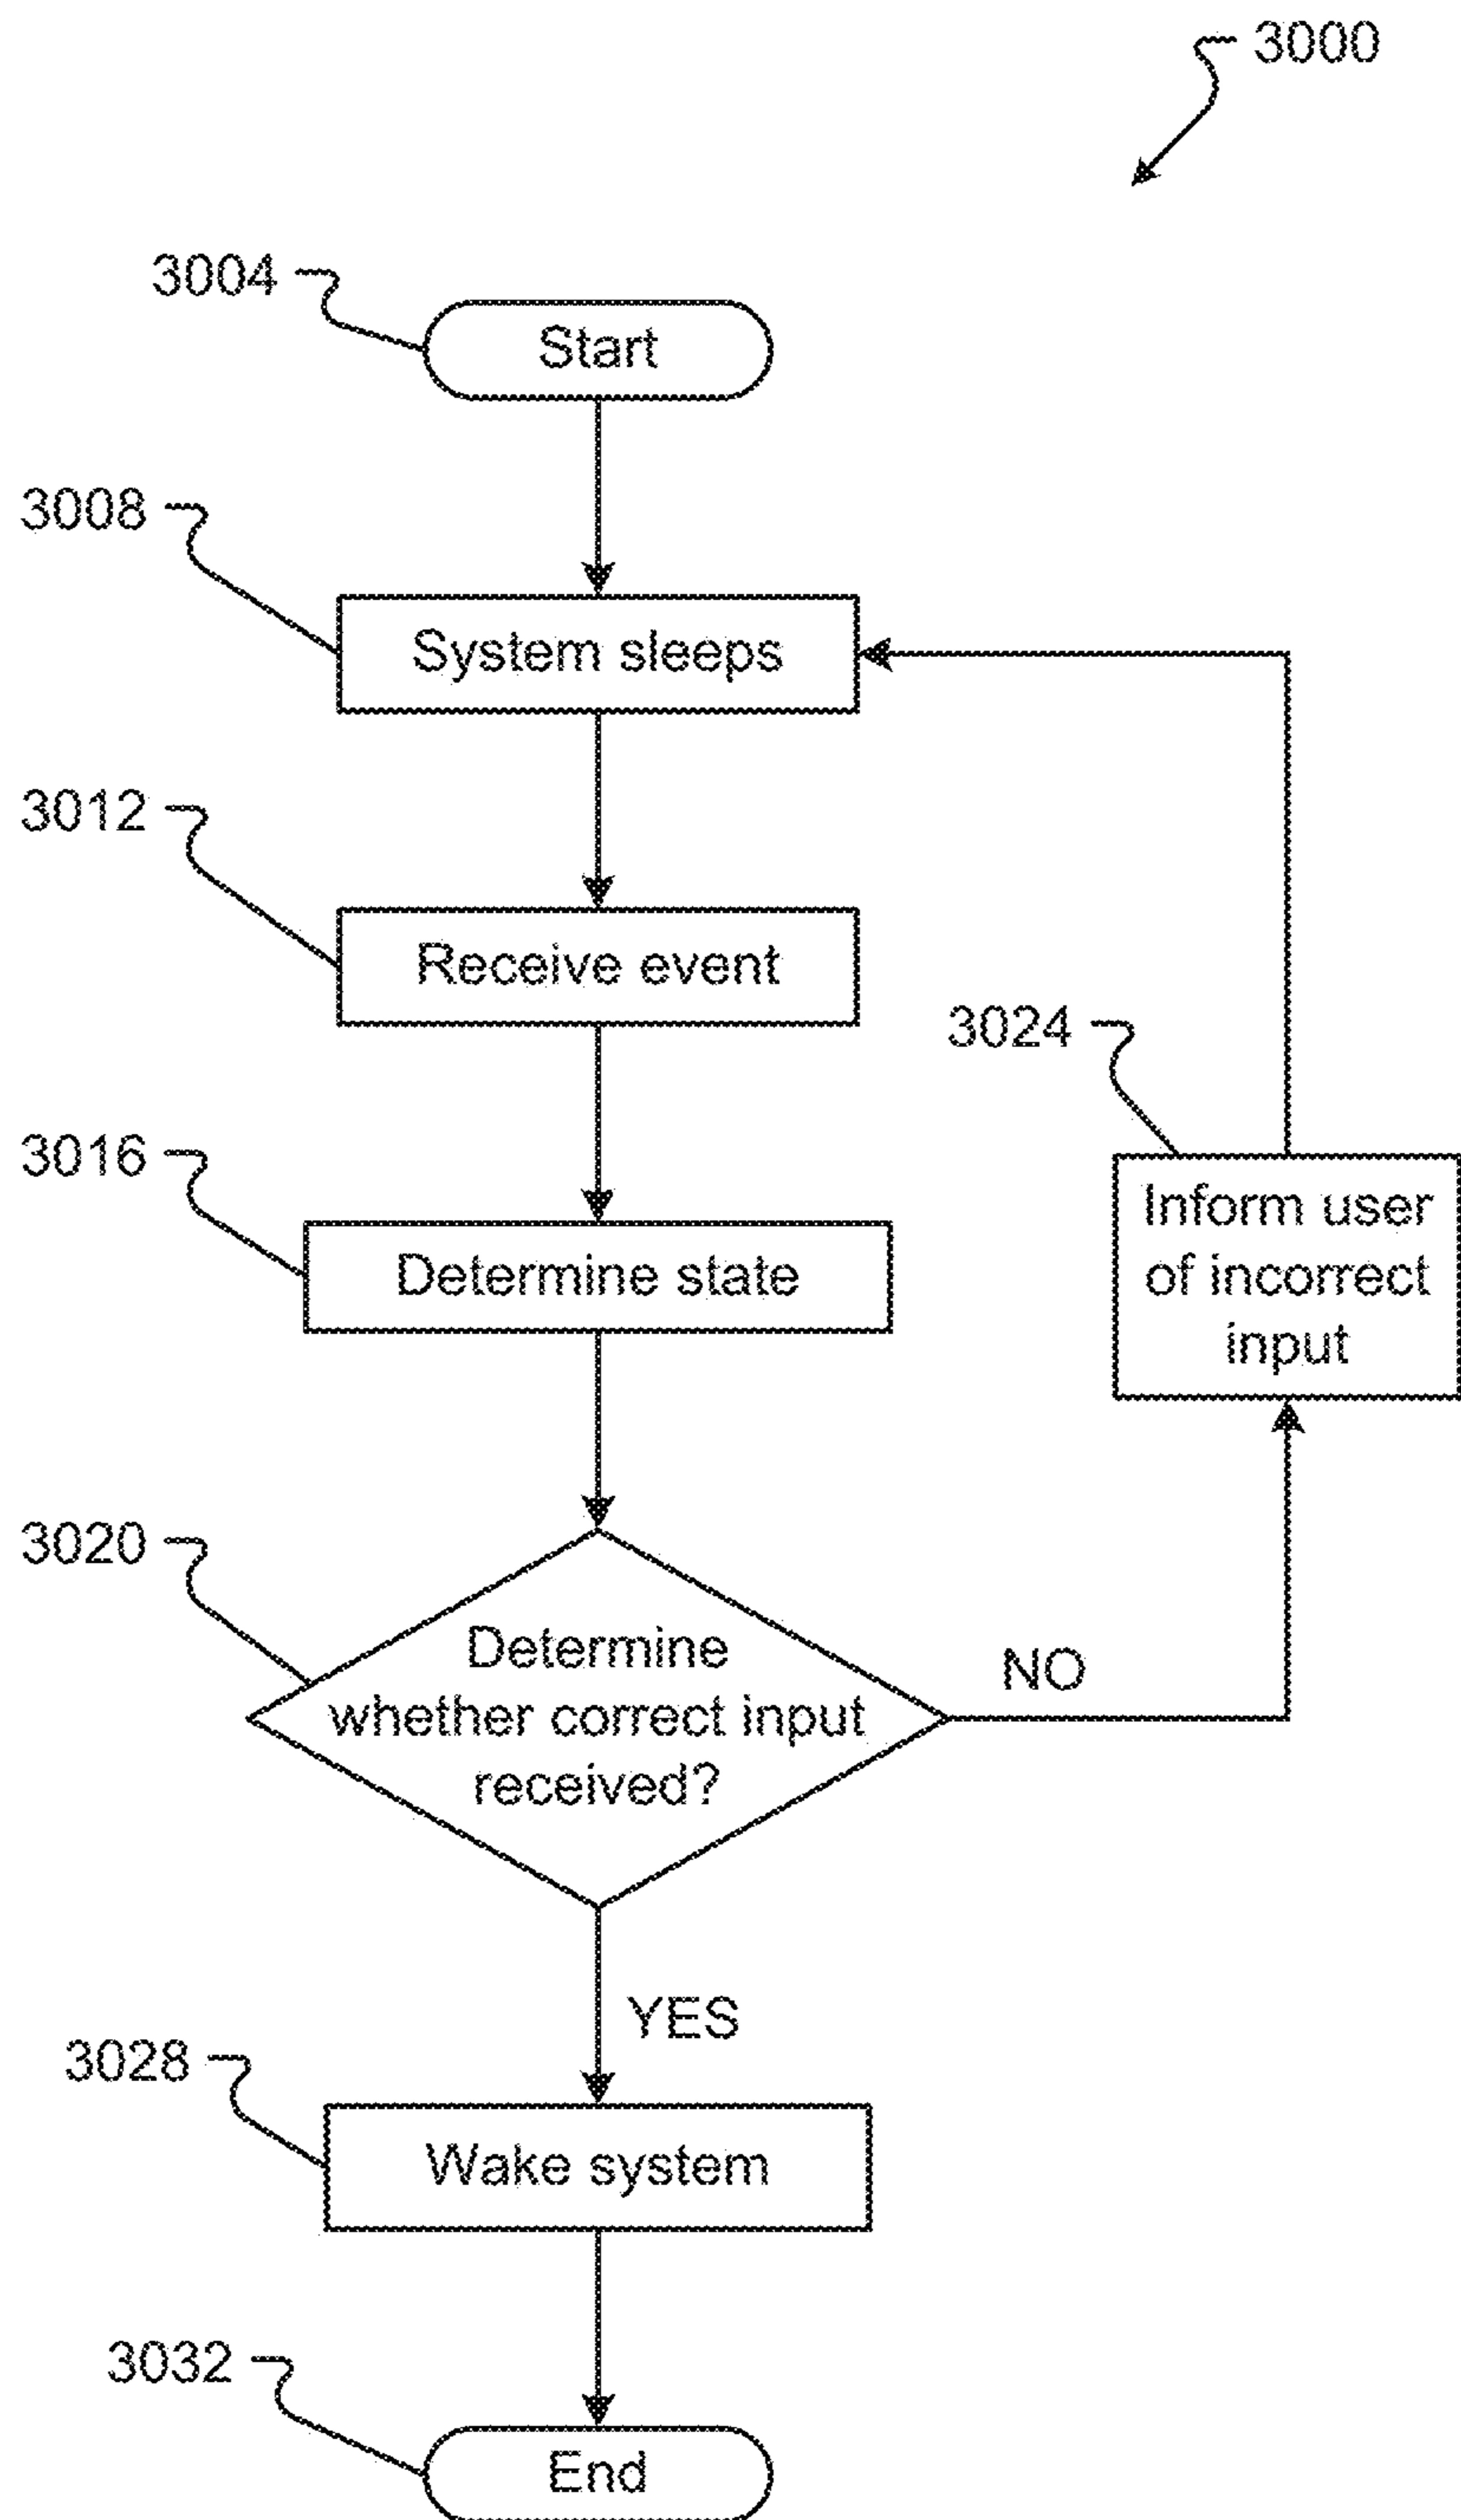 3000
3004
Start
3008
System sleeps
3012
Receive event
3024
3016
Inform user
of incorrect
input
Determine state
3020
Determine
whether correct input
received?
NO
YES
3028
Wake system
3032
End